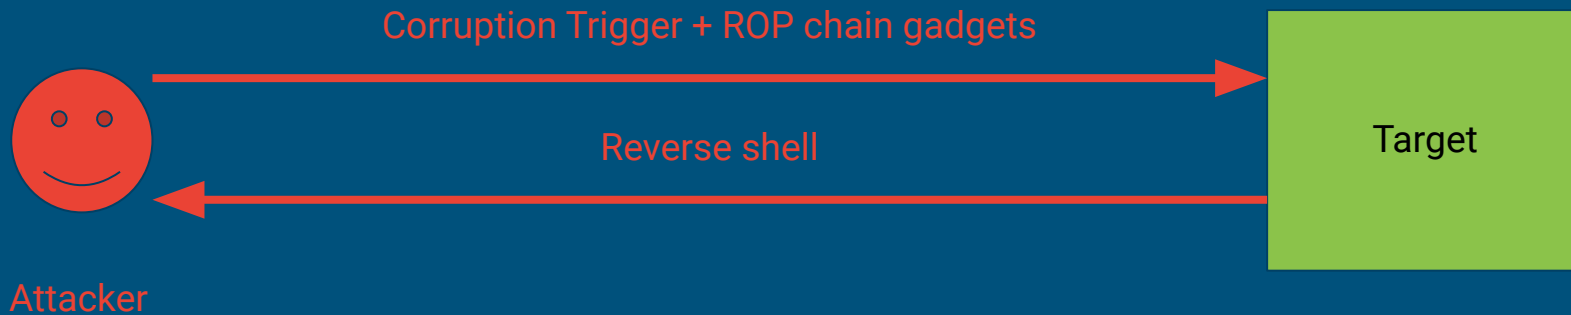 Corruption Trigger + ROP chain gadgets
Reverse shell
Target
Attacker